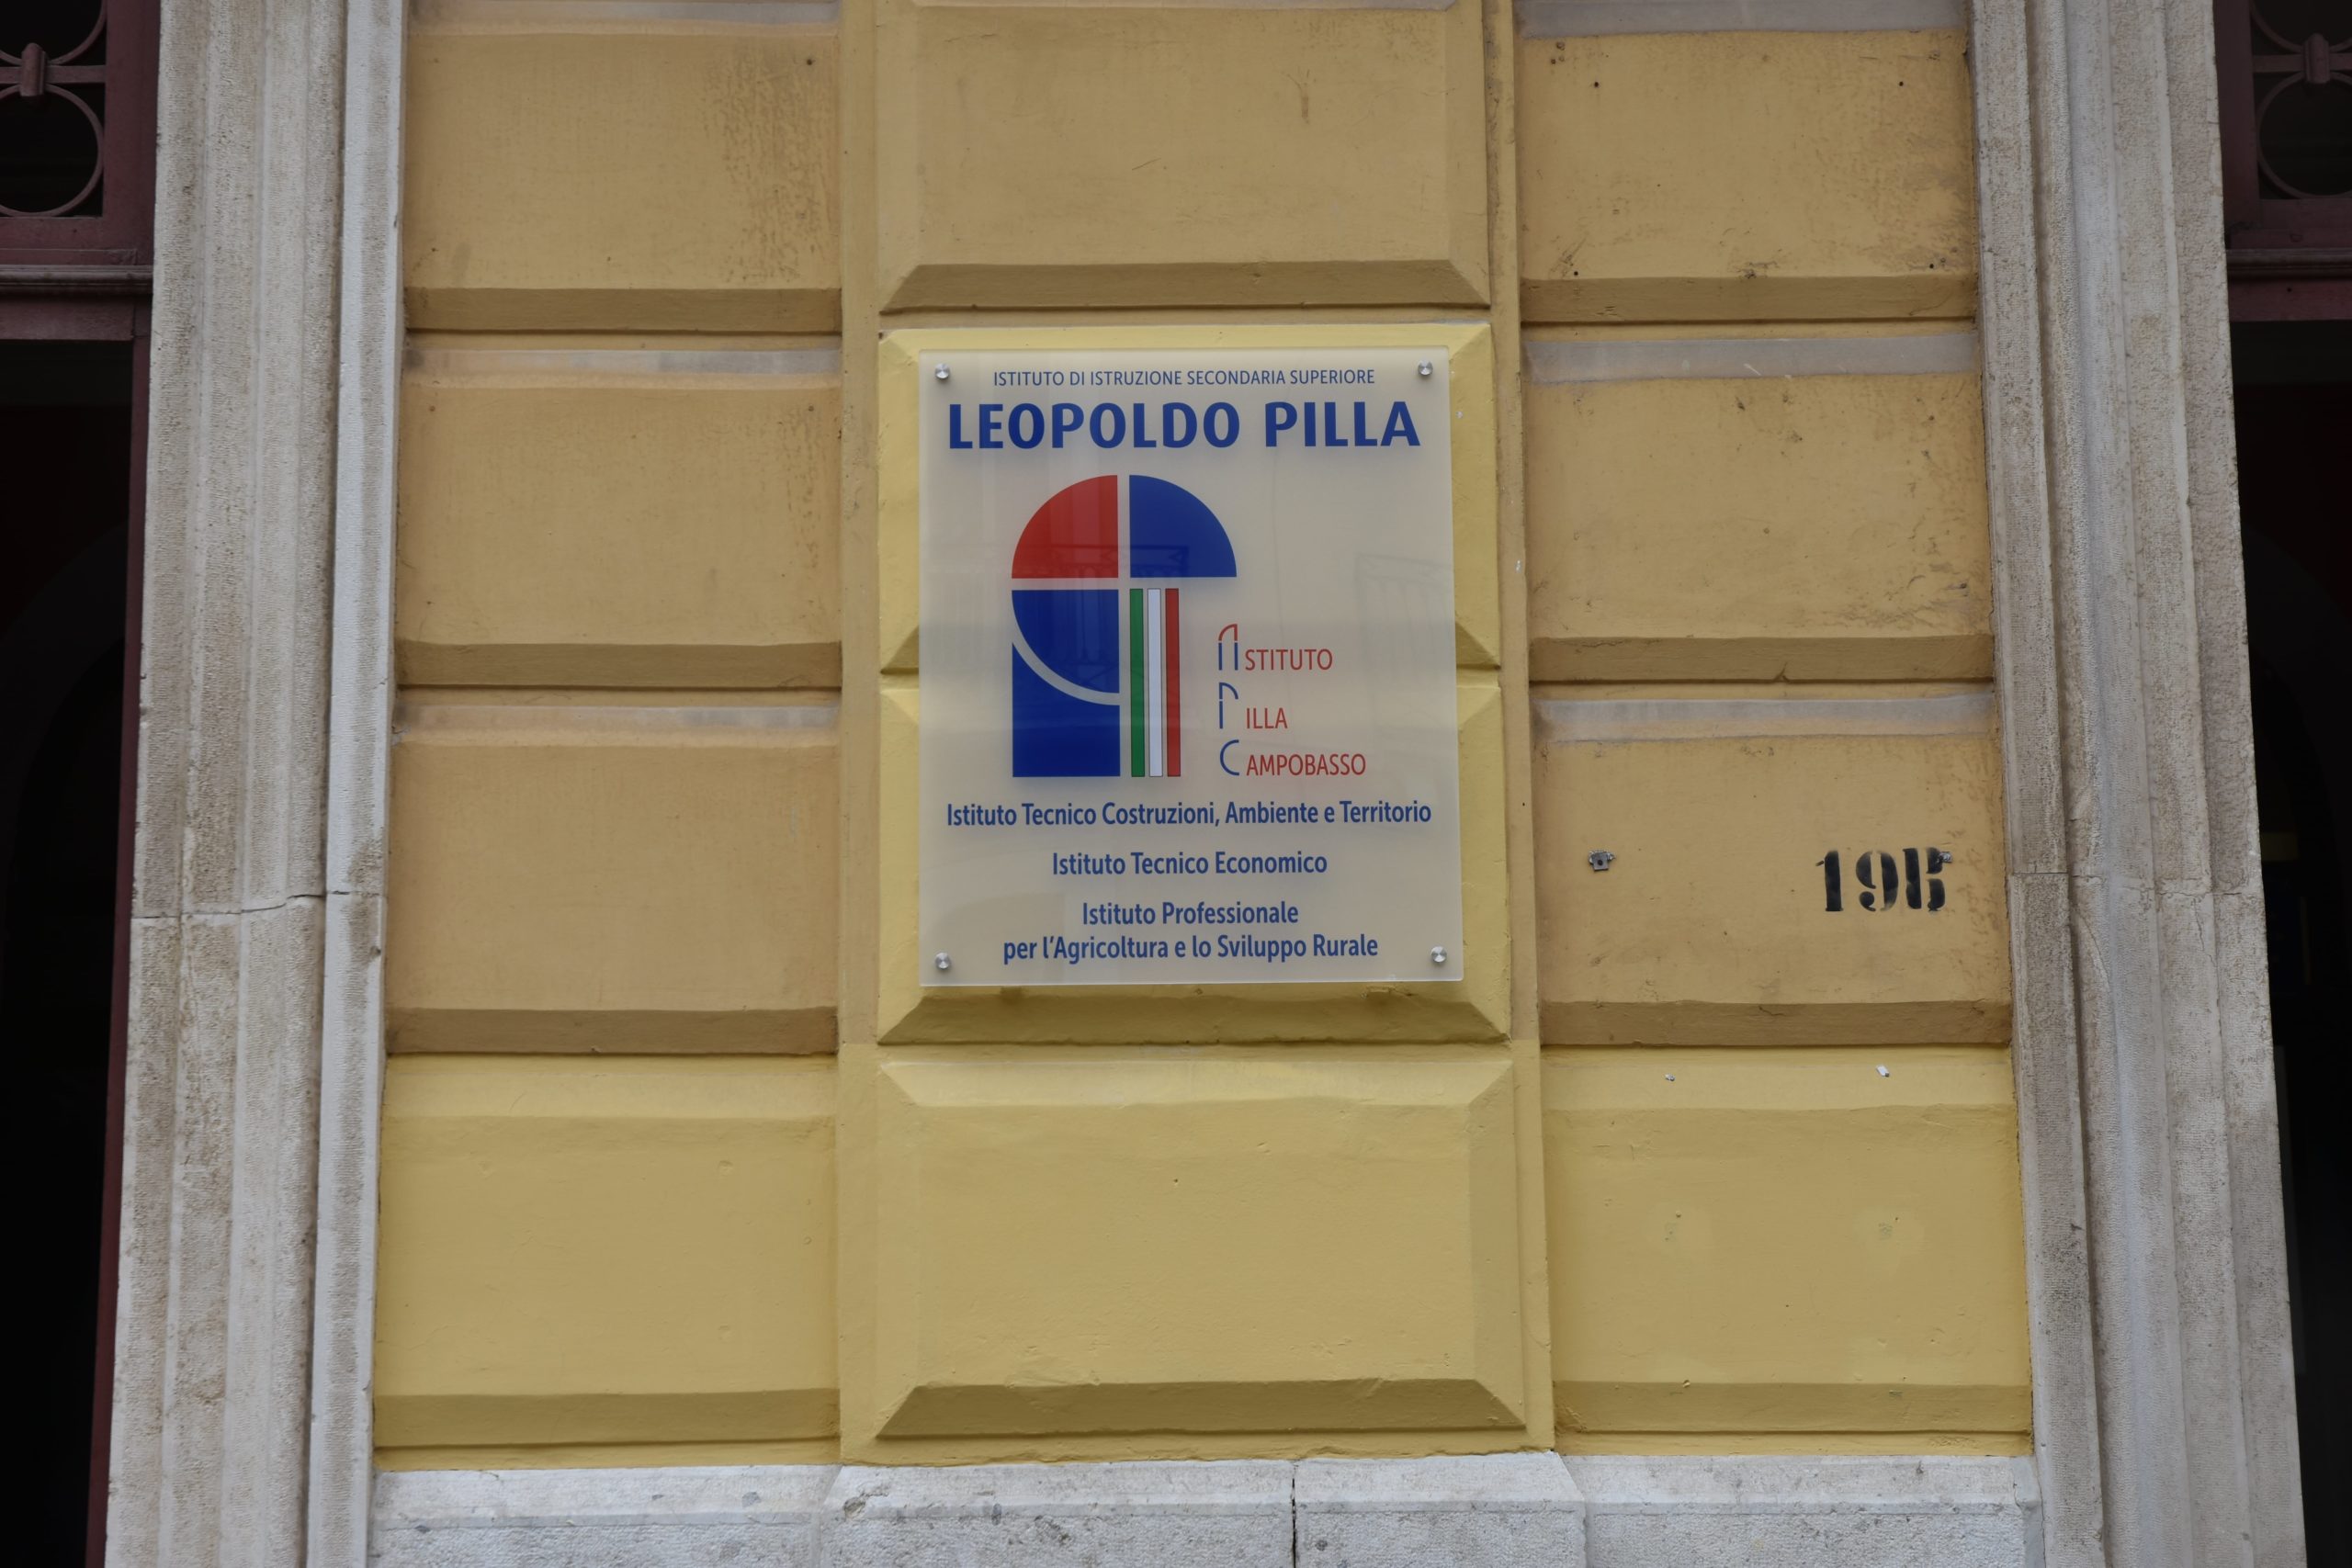 ISTITUTO DI ISTRUZIONE SECONDARIA SUPERIORE
LEOPOLDO PILLA
ISTITUTO
PILLA
CAMPOBASSO
Istituto Tecnico Costruzioni, Ambiente e Territorio
Istituto Tecnico Economico
Istituto Professionale
per l'Agricoltura e lo Sviluppo Rurale
19B